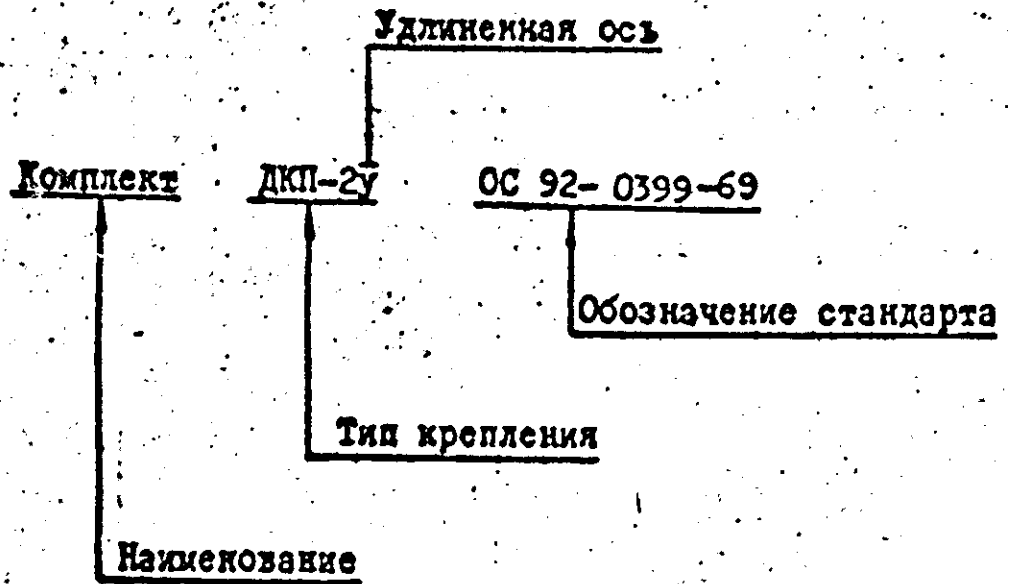 Удлиненная ось
Комплект ДКП-2у ОС 92-0399-69
Обозначение стандарта
Тип крепления
Наименование